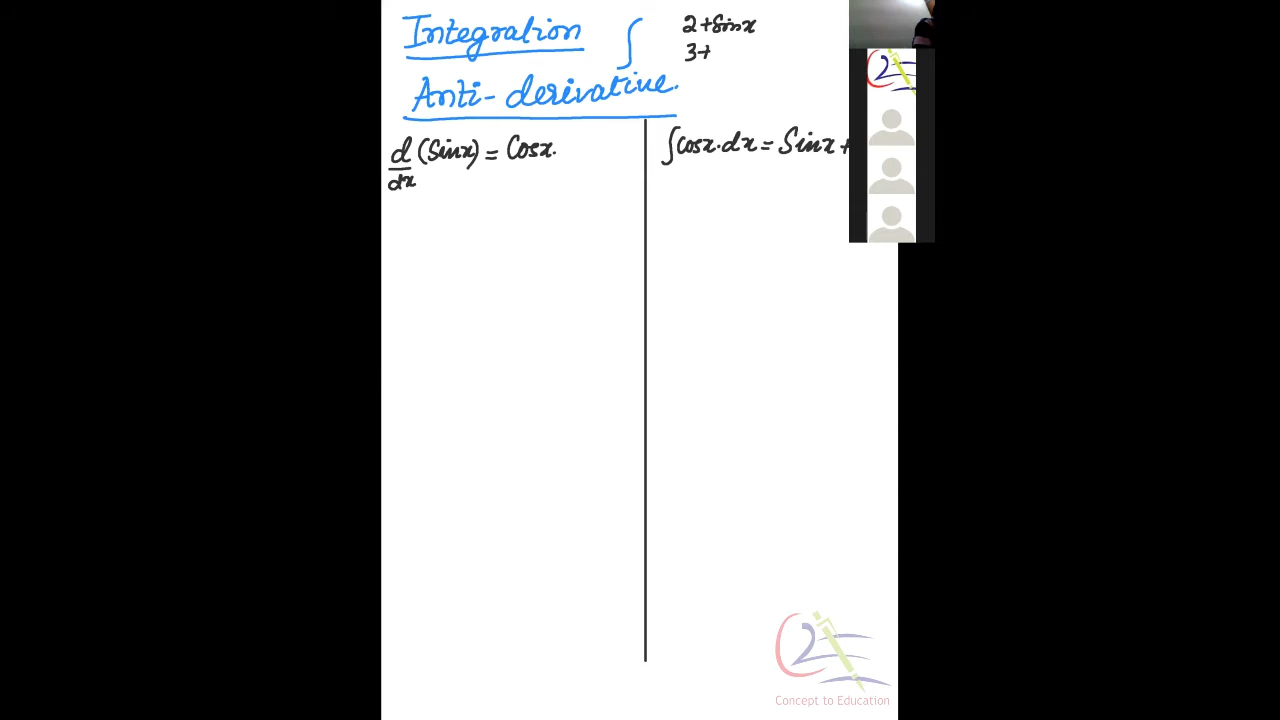 Integration ∫
2+Sinx
3+
Anti-derivative.
d/dx (Sinx) = Cosx.
∫Cosx.dx = Sinx +
Concept to Education